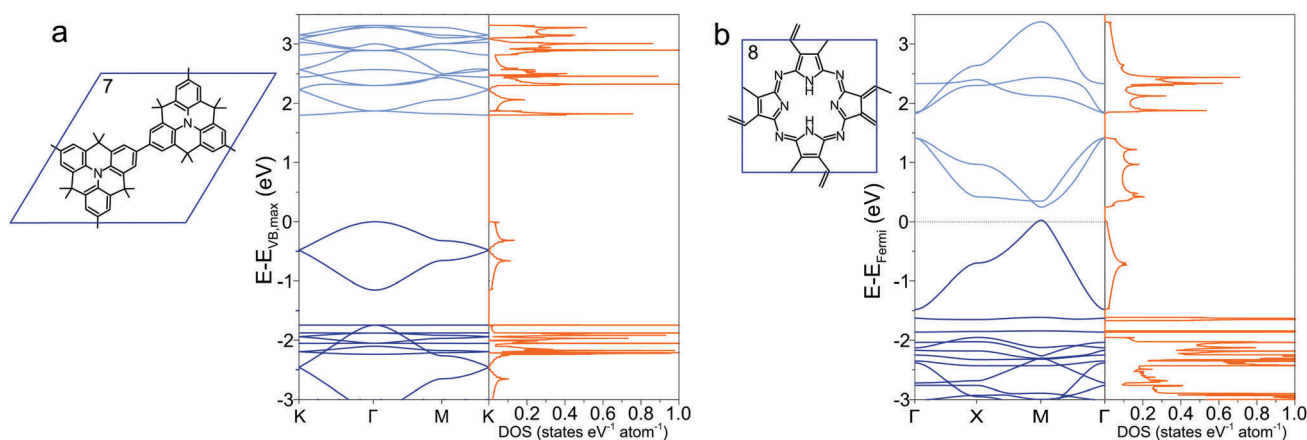 a
7
N
N
E-E_VB,max (eV)
3
2
1
0
-1
-2
-3
K Γ M K
0.2 0.4 0.6 0.8 1.0
DOS (states eV⁻¹ atom⁻¹)
b
8
N
NH
N
N
N
N
HN
N
E-E_Fermi (eV)
3
2
1
0
-1
-2
-3
Γ X M Γ
0.2 0.4 0.6 0.8 1.0
DOS (states eV⁻¹ atom⁻¹)